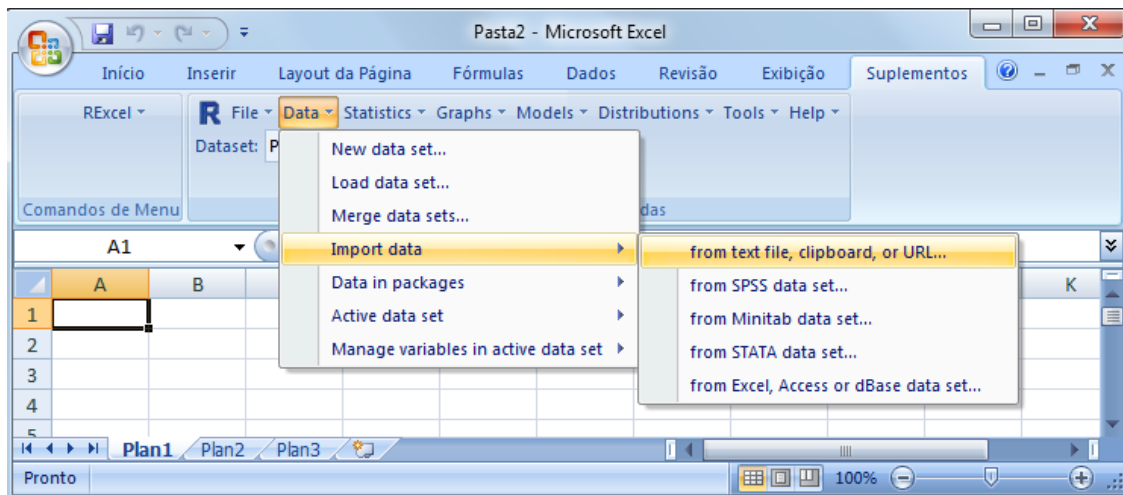 Pasta2 - Microsoft Excel
Início Inserir Layout da Página Fórmulas Dados Revisão Exibição Suplementos
RExcel R File Data Statistics Graphs Models Distributions Tools Help
Dataset: P
Comandos de Menu das
New data set...
Load data set...
Merge data sets...
Import data
Data in packages
Active data set
Manage variables in active data set
from text file, clipboard, or URL...
from SPSS data set...
from Minitab data set...
from STATA data set...
from Excel, Access or dBase data set...
A1
A B K
1
2
3
4
5
Plan1 Plan2 Plan3
Pronto 100%